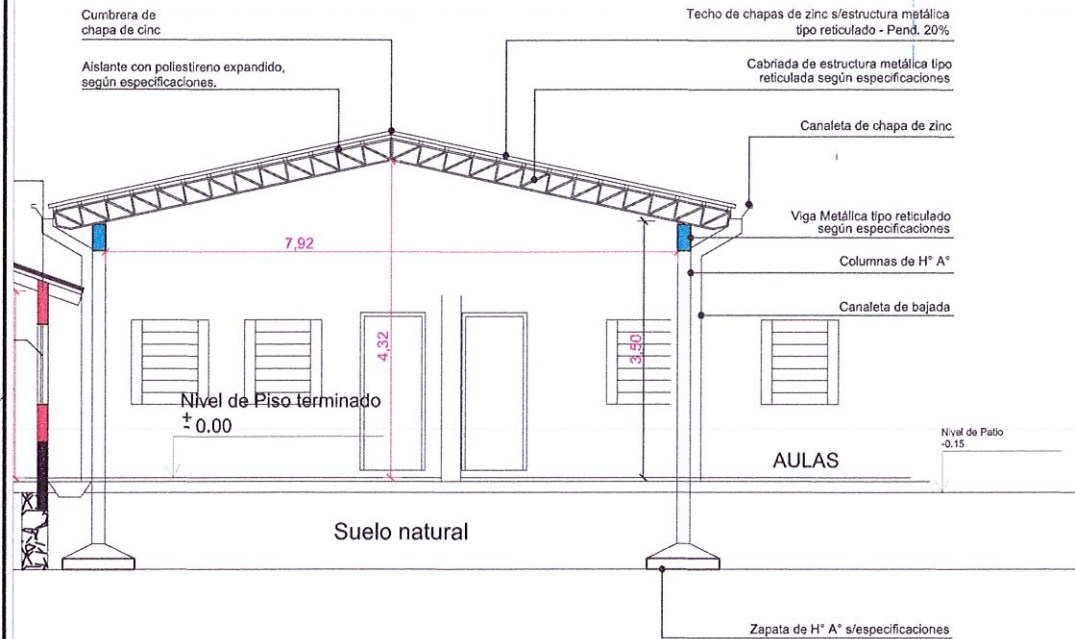 Cumbrera de
chapa de cinc
Aislante con poliestireno expandido,
según especificaciones.
Techo de chapas de zinc s/estructura metálica
tipo reticulado - Pend. 20%
Cabriada de estructura metálica tipo
reticulada según especificaciones
Canaleta de chapa de zinc
Viga Metálica tipo reticulado
según especificaciones
Columnas de H° A°
Canaleta de bajada
7,92
4,32
3,50
Nivel de Piso terminado
± 0.00
Nivel de Patio
-0.15
AULAS
Suelo natural
Zapata de H° A° s/especificaciones